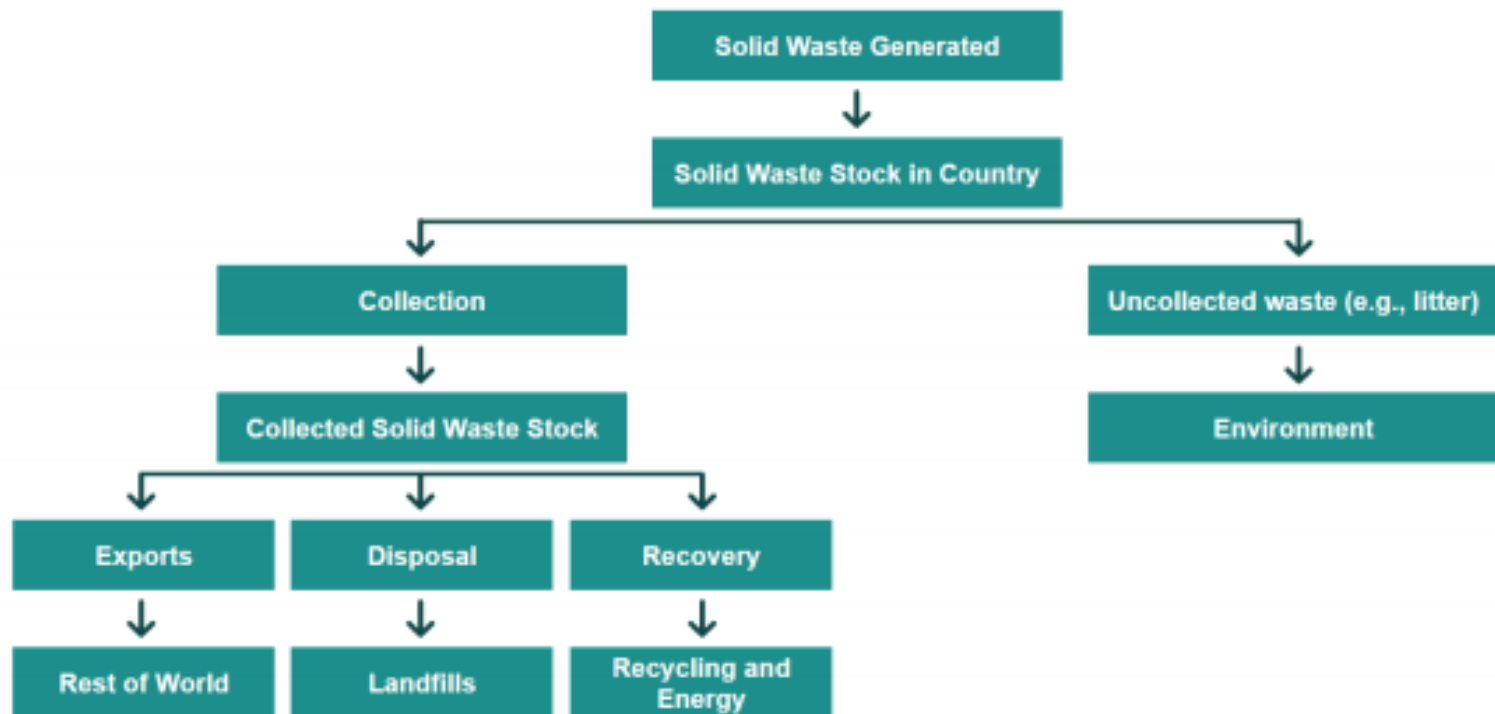 Solid Waste Generated
Solid Waste Stock in Country
Collection
Uncollected waste (e.g., litter)
Collected Solid Waste Stock
Environment
Exports
Disposal
Recovery
Rest of World
Landfills
Recycling and
Energy